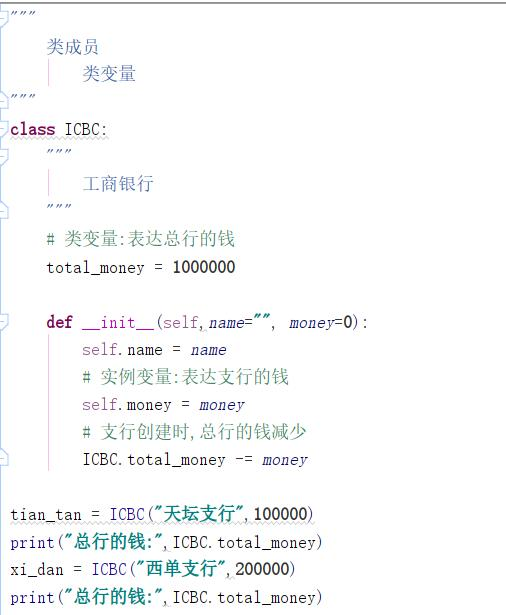 """
    类成员
        类变量
"""
class ICBC:
    """
        工商银行
    """
    # 类变量:表达总行的钱
    total_money = 1000000

    def __init__(self,name="", money=0):
        self.name = name
        # 实例变量:表达支行的钱
        self.money = money
        # 支行创建时,总行的钱减少
        ICBC.total_money -= money

tian_tan = ICBC("天坛支行",100000)
print("总行的钱:",ICBC.total_money)
xi_dan = ICBC("西单支行",200000)
print("总行的钱:",ICBC.total_money)